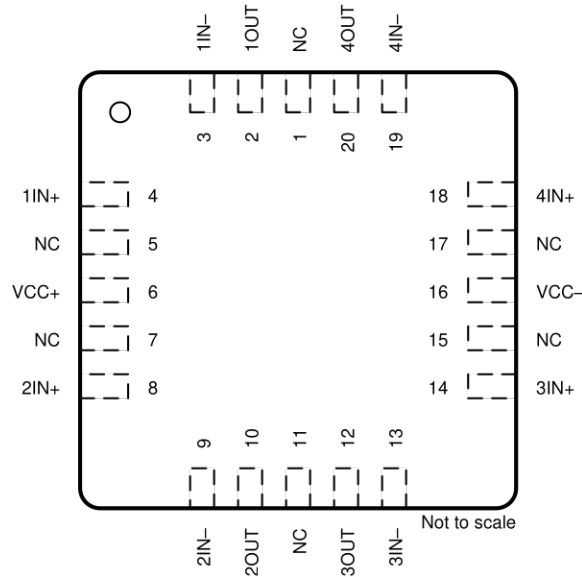 1IN– 1OUT NC 4OUT 4IN–
3 2 1 20 19
1IN+ 4 18 4IN+
NC 5 17 NC
VCC+ 6 16 VCC–
NC 7 15 NC
2IN+ 8 14 3IN+
9 10 11 12 13
Not to scale
2IN– 2OUT NC 3OUT 3IN–